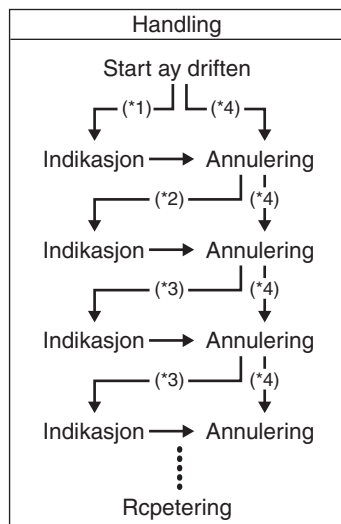 Handling
Start ay driften
(*1) (*4)
Indikasjon Annulering
(*2) (*4)
Indikasjon Annulering
(*3) (*4)
Indikasjon Annulering
(*3) (*4)
Indikasjon Annulering
Rcpetering